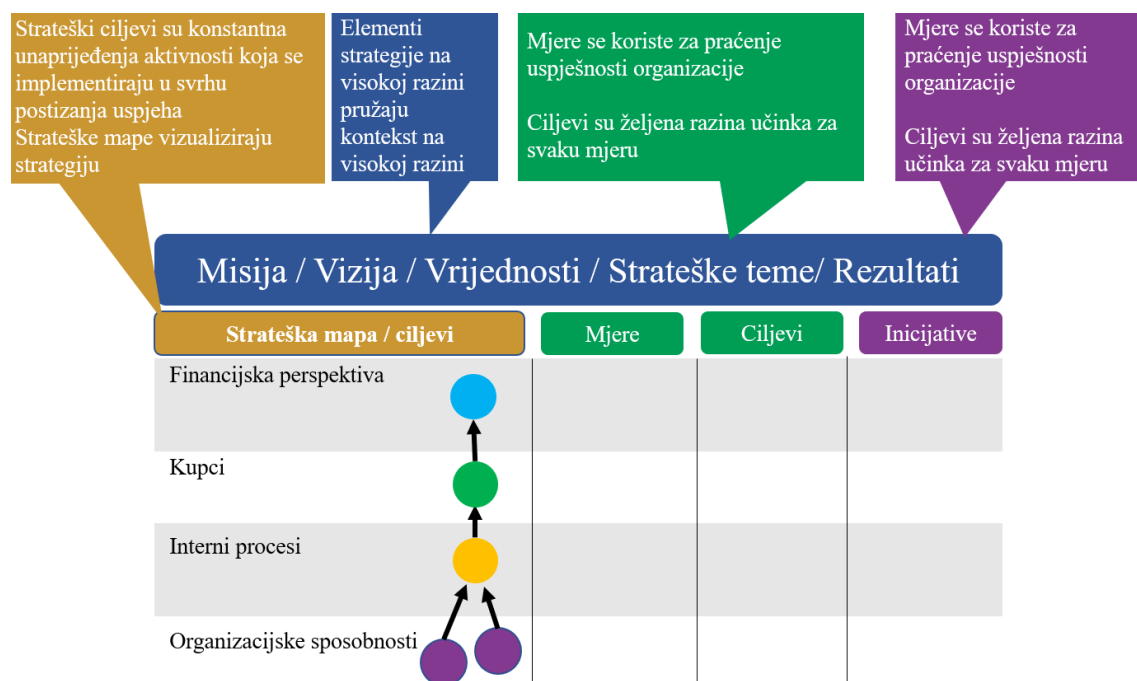 Strateški ciljevi su konstantna
unaprijeđenja aktivnosti koja se
implementiraju u svrhu
postizanja uspjeha
Strateške mape vizualiziraju
strategiju
Elementi
strategije na
visokoj razini
pružaju
kontekst na
visokoj razini
Mjere se koriste za praćenje
uspješnosti organizacije
Ciljevi su željena razina učinka za
svaku mjeru
Mjere se koriste za
praćenje uspješnosti
organizacije
Ciljevi su željena razina
učinka za svaku mjeru
Misija / Vizija / Vrijednosti / Strateške teme/ Rezultati
Strateška mapa / ciljevi
Mjere
Ciljevi
Inicijative
Financijska perspektiva
Kupci
Interni procesi
Organizacijske sposobnosti